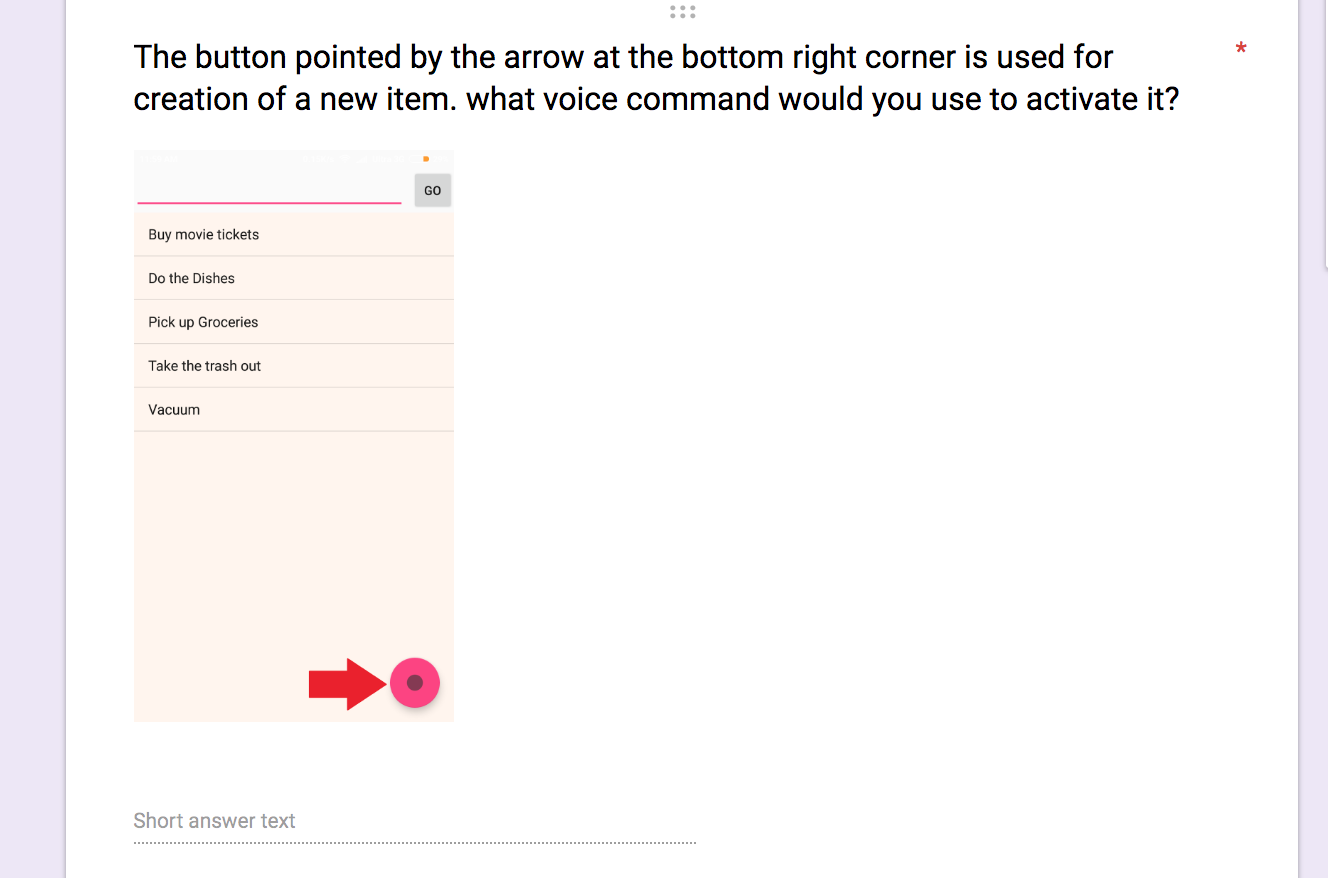 The button pointed by the arrow at the bottom right corner is used for *
creation of a new item. what voice command would you use to activate it?
GO
Buy movie tickets
Do the Dishes
Pick up Groceries
Take the trash out
Vacuum
Short answer text